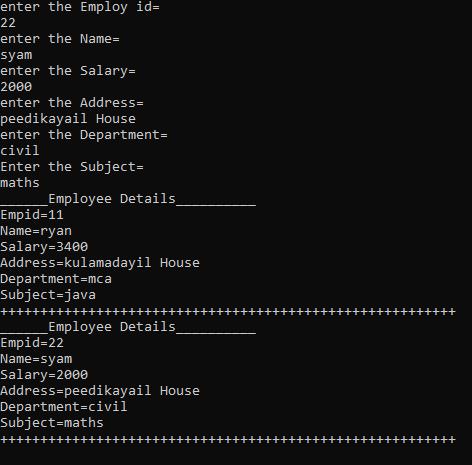 enter the Employ id=
22
enter the Name=
syam
enter the Salary=
2000
enter the Address=
peedikayail House
enter the Department=
civil
Enter the Subject=
maths
______Employee Details__________
Empid=11
Name=ryan
Salary=3400
Address=kulamadayil House
Department=mca
Subject=java
+++++++++++++++++++++++++++++++++++++++++++++++++++++++++
______Employee Details__________
Empid=22
Name=syam
Salary=2000
Address=peedikayail House
Department=civil
Subject=maths
+++++++++++++++++++++++++++++++++++++++++++++++++++++++++